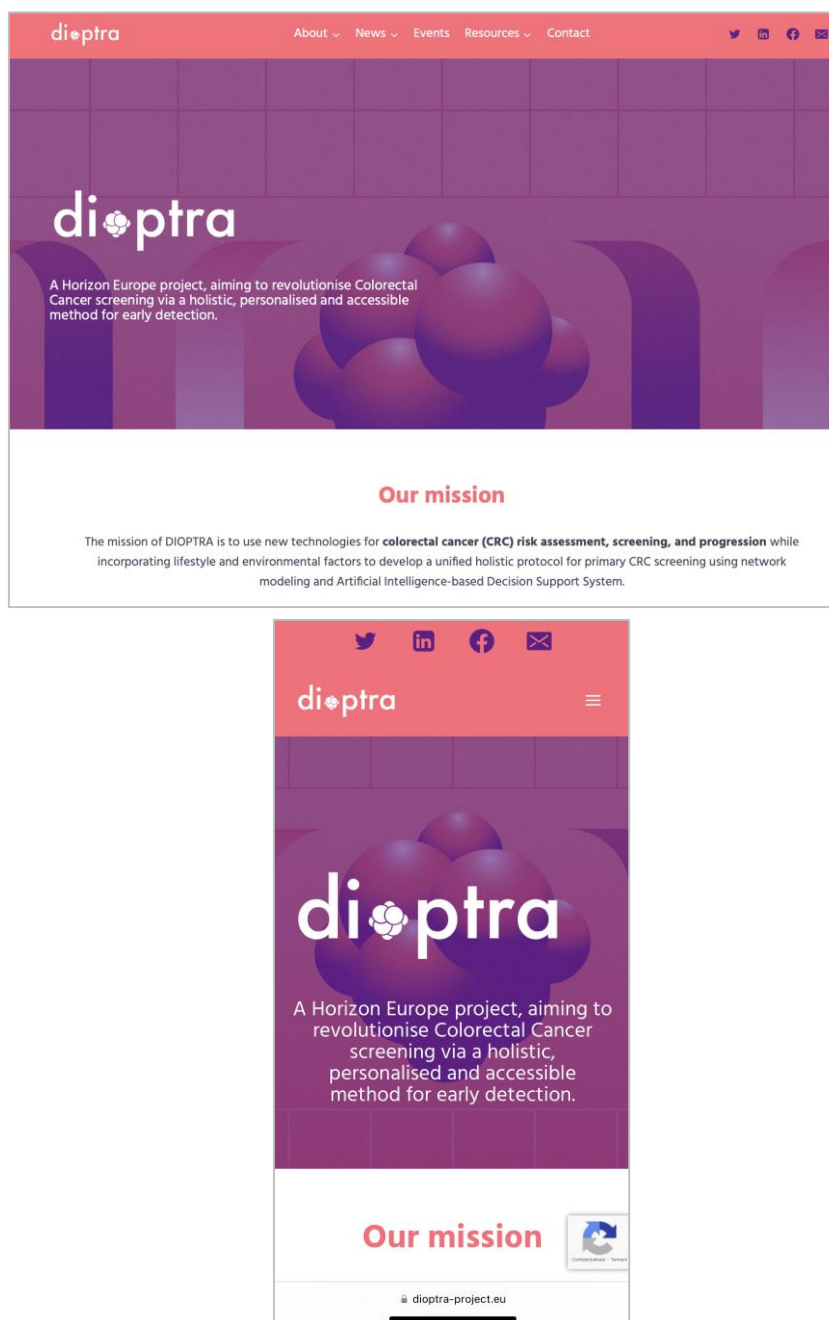 dioptra
About News Events Resources Contact
dioptra
A Horizon Europe project, aiming to revolutionise Colorectal
Cancer screening via a holistic, personalised and accessible
method for early detection.
Our mission
The mission of DIOPTRA is to use new technologies for colorectal cancer (CRC) risk assessment, screening, and progression while
incorporating lifestyle and environmental factors to develop a unified holistic protocol for primary CRC screening using network
modeling and Artificial Intelligence-based Decision Support System.
dioptra
dioptra
A Horizon Europe project, aiming to
revolutionise Colorectal Cancer
screening via a holistic,
personalised and accessible
method for early detection.
Our mission
dioptra-project.eu